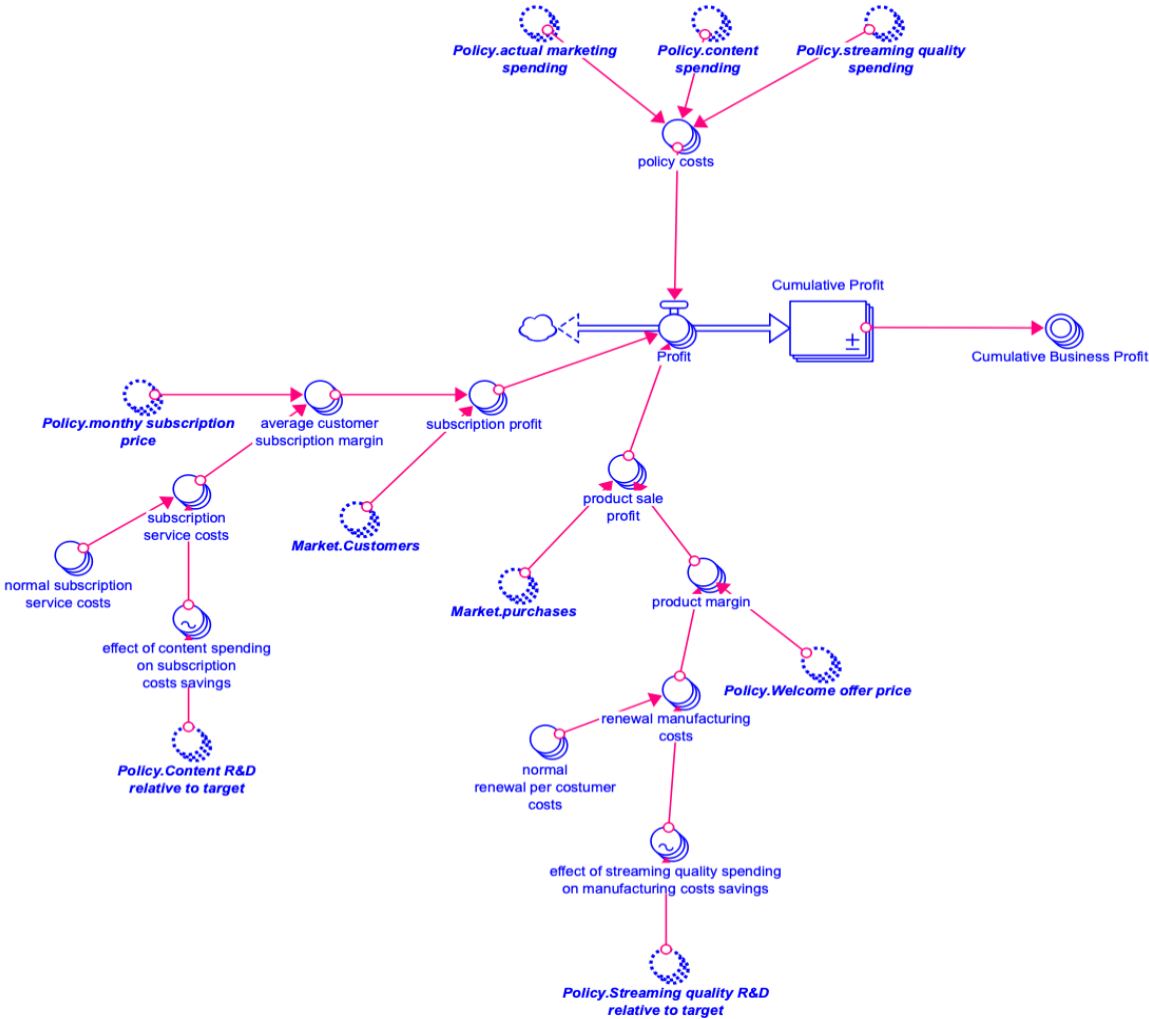 Policy.actual marketing
spending
Policy.content
spending
Policy.streaming quality
spending
policy costs
Cumulative Profit
Profit
Cumulative Business Profit
Policy.monthy subscription
price
average customer
subscription margin
subscription profit
subscription
service costs
Market.Customers
product sale
profit
normal subscription
service costs
Market.purchases
product margin
effect of content spending
on subscription
costs savings
Policy.Welcome offer price
renewal manufacturing
costs
Policy.Content R&D
relative to target
normal
renewal per costumer
costs
effect of streaming quality spending
on manufacturing costs savings
Policy.Streaming quality R&D
relative to target